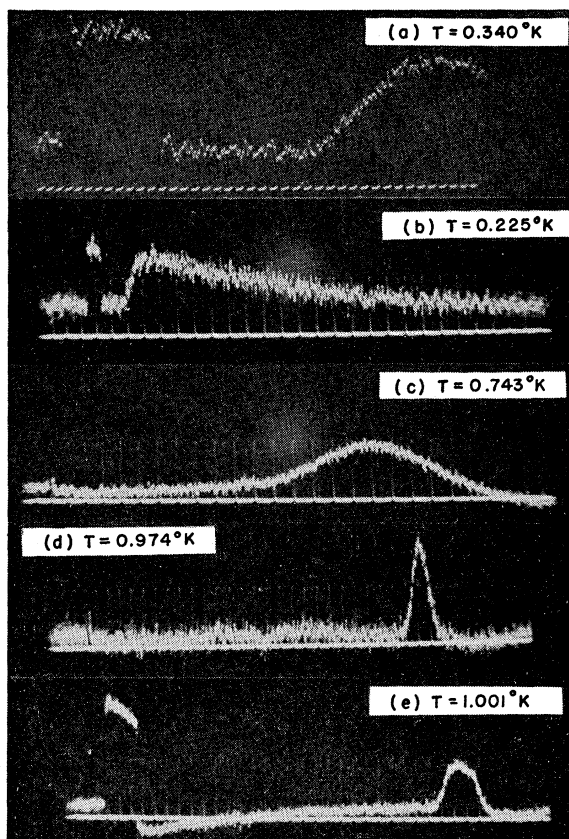 (a) T = 0.340°K
(b) T = 0.225°K
(c) T = 0.743°K
(d) T = 0.974°K
(e) T = 1.001°K